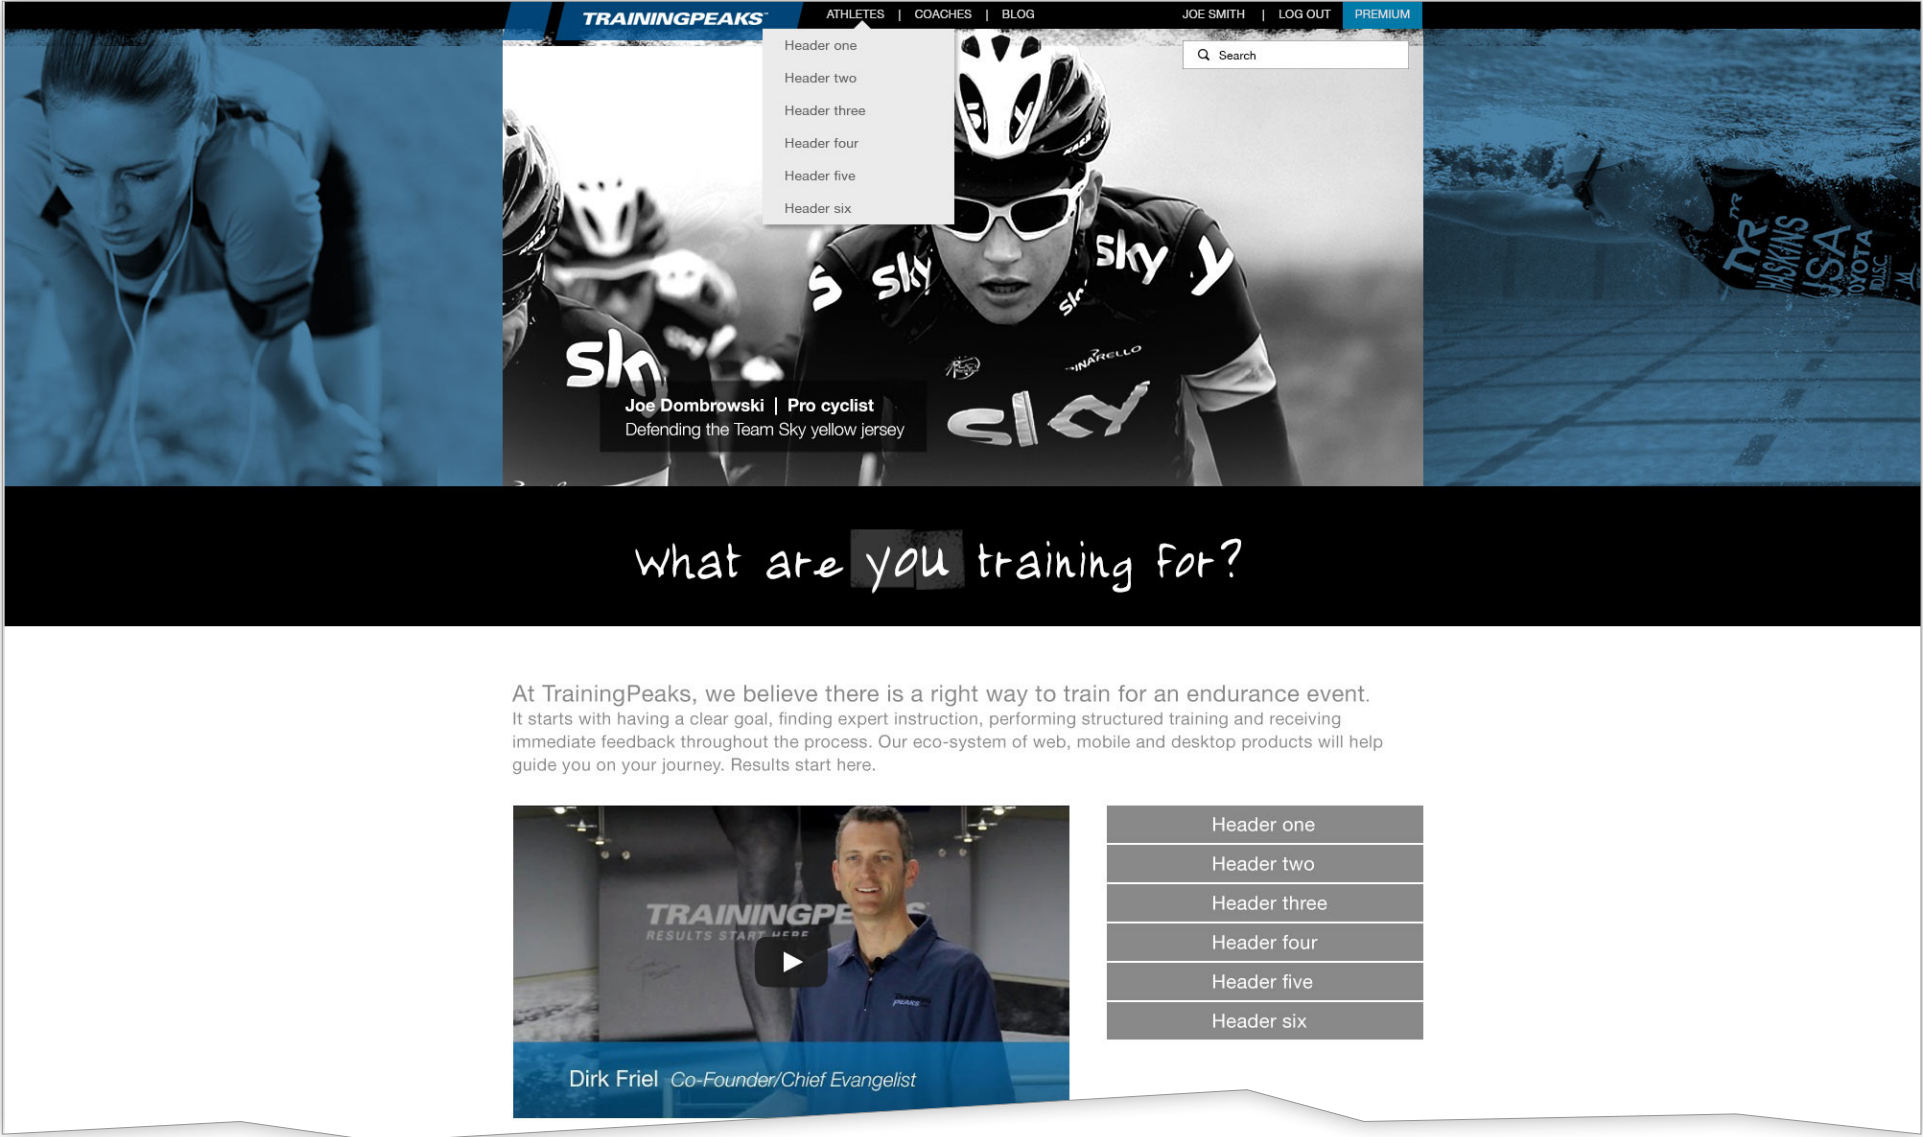 TRAININGPEAKS
ATHLETES | COACHES | BLOG
JOE SMITH | LOG OUT PREMIUM
Search
Header one
Header two
Header three
Header four
Header five
Header six
sky
sky
PINARELLO
sky
TYR
TYR
HASKINS
USA
TOYOTA
Joe Dombrowski | Pro cyclist
Defending the Team Sky yellow jersey
What are you training for?
At TrainingPeaks, we believe there is a right way to train for an endurance event.
It starts with having a clear goal, finding expert instruction, performing structured training and receiving
immediate feedback throughout the process. Our eco-system of web, mobile and desktop products will help
guide you on your journey. Results start here.
TRAININGPE
RESULTS START HERE
PEAKS
Dirk Friel Co-Founder/Chief Evangelist
Header one
Header two
Header three
Header four
Header five
Header six